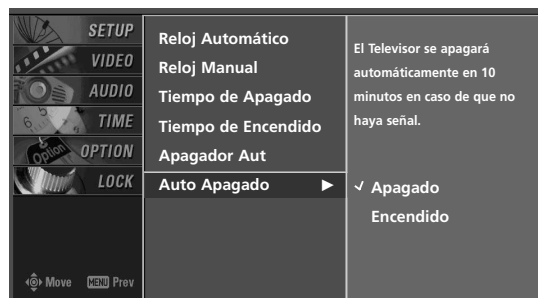 SETUP
VIDEO
AUDIO
TIME
OPTION
LOCK
Move MENU Prev
Reloj Automático
Reloj Manual
Tiempo de Apagado
Tiempo de Encendido
Apagador Aut
Auto Apagado
El Televisor se apagará
automáticamente en 10
minutos en caso de que no
haya señal.
Apagado
Encendido